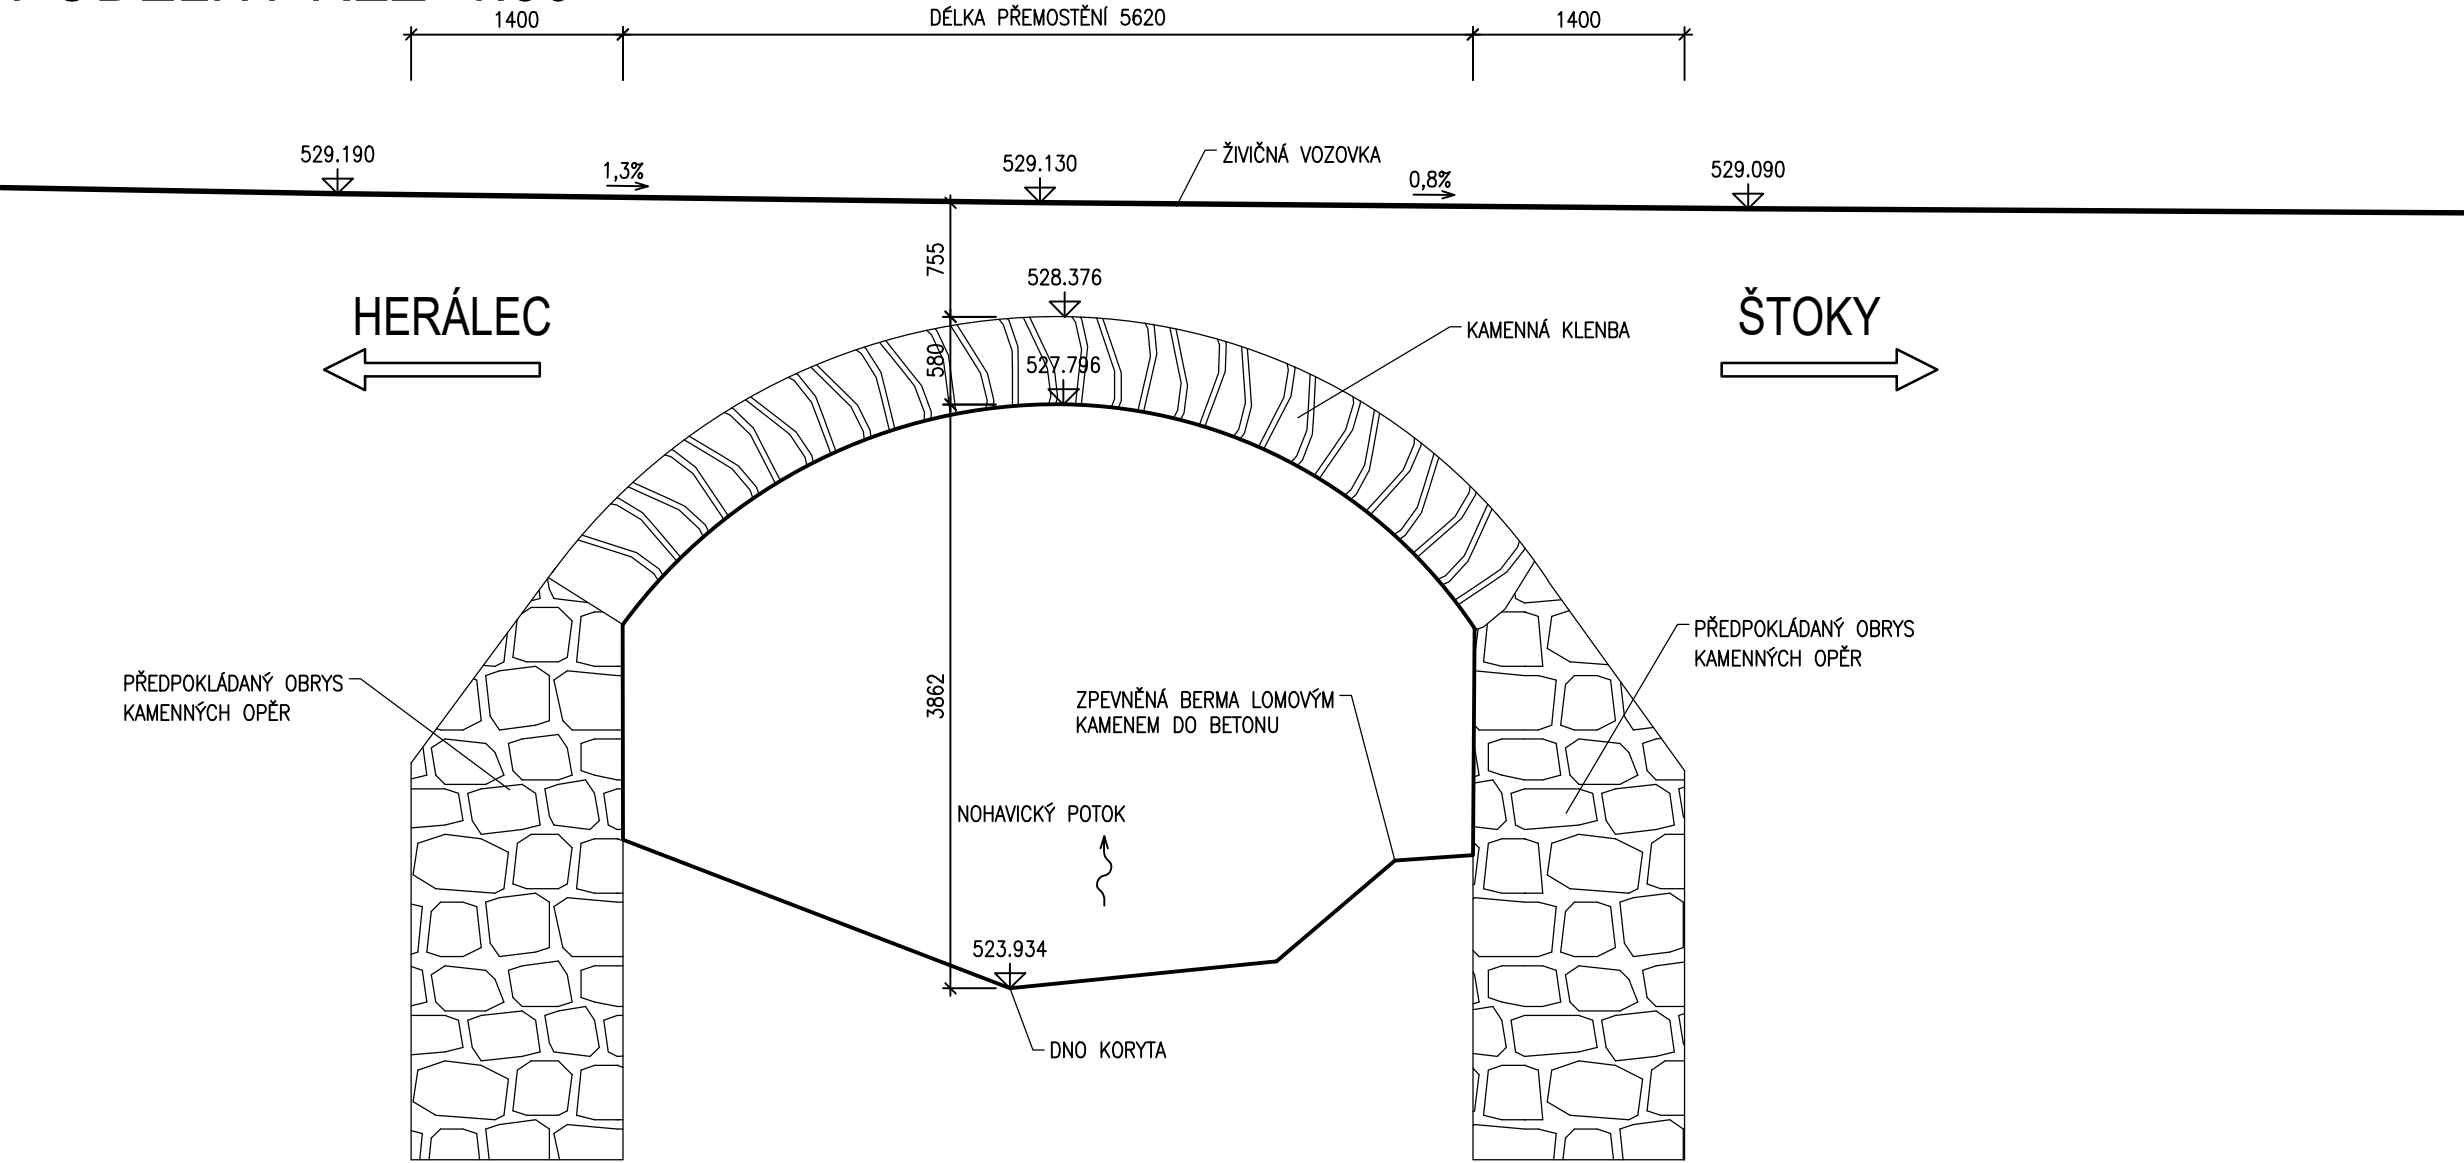 1400
DÉLKA PŘEMOSTĚNÍ 5620
1400
529.190
1,3%
529.130
ŽIVIČNÁ VOZOVKA
0,8%
529.090
755
528.376
HERÁLEC
ŠTOKY
KAMENNÁ KLENBA
580
527.796
PŘEDPOKLÁDANÝ OBRYS
KAMENNÝCH OPĚR
PŘEDPOKLÁDANÝ OBRYS
KAMENNÝCH OPĚR
3862
ZPEVNĚNÁ BERMA LOMOVÝM
KAMENEM DO BETONU
NOHAVICKÝ POTOK
523.934
DNO KORYTA